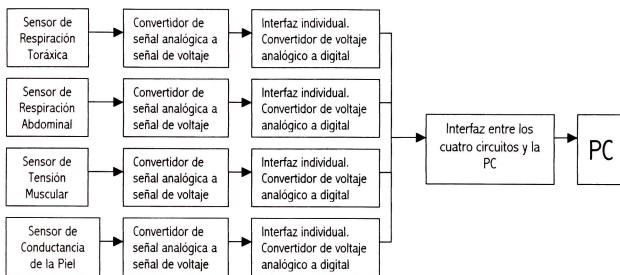 Sensor de
Respiración
Toráxica
Convertidor de
señal analógica a
señal de voltaje
Interfaz individual.
Convertidor de voltaje
analógico a digital
Sensor de
Respiración
Abdominal
Convertidor de
señal analógica a
señal de voltaje
Interfaz individual.
Convertidor de voltaje
analógico a digital
Sensor de
Tensión
Muscular
Convertidor de
señal analógica a
señal de voltaje
Interfaz individual.
Convertidor de voltaje
analógico a digital
Sensor de
Conductancia
de la Piel
Convertidor de
señal analógica a
señal de voltaje
Interfaz individual.
Convertidor de voltaje
analógico a digital
Interfaz entre los
cuatro circuitos y la
PC
PC